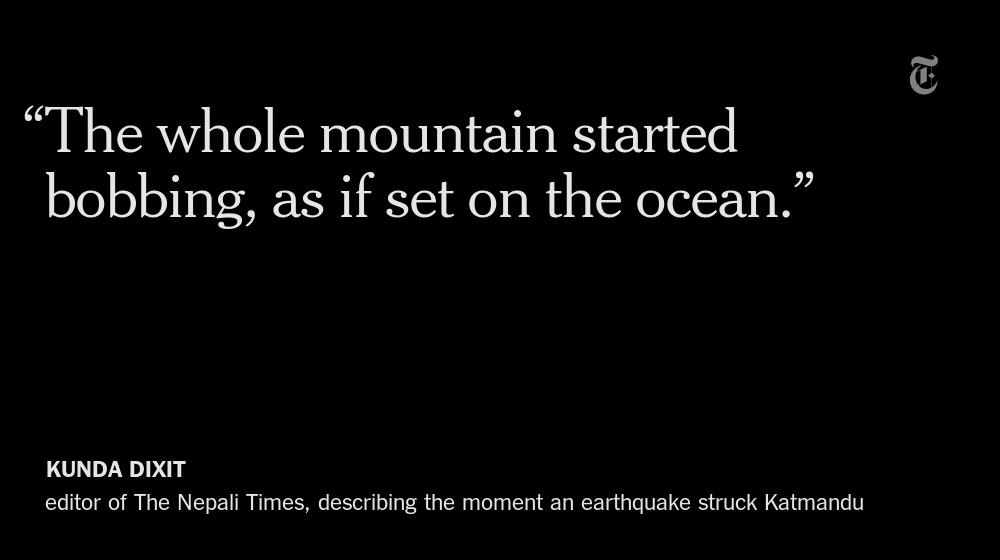 T
“The whole mountain started
bobbing, as if set on the ocean.”
KUNDA DIXIT
editor of The Nepali Times, describing the moment an earthquake struck Katmandu